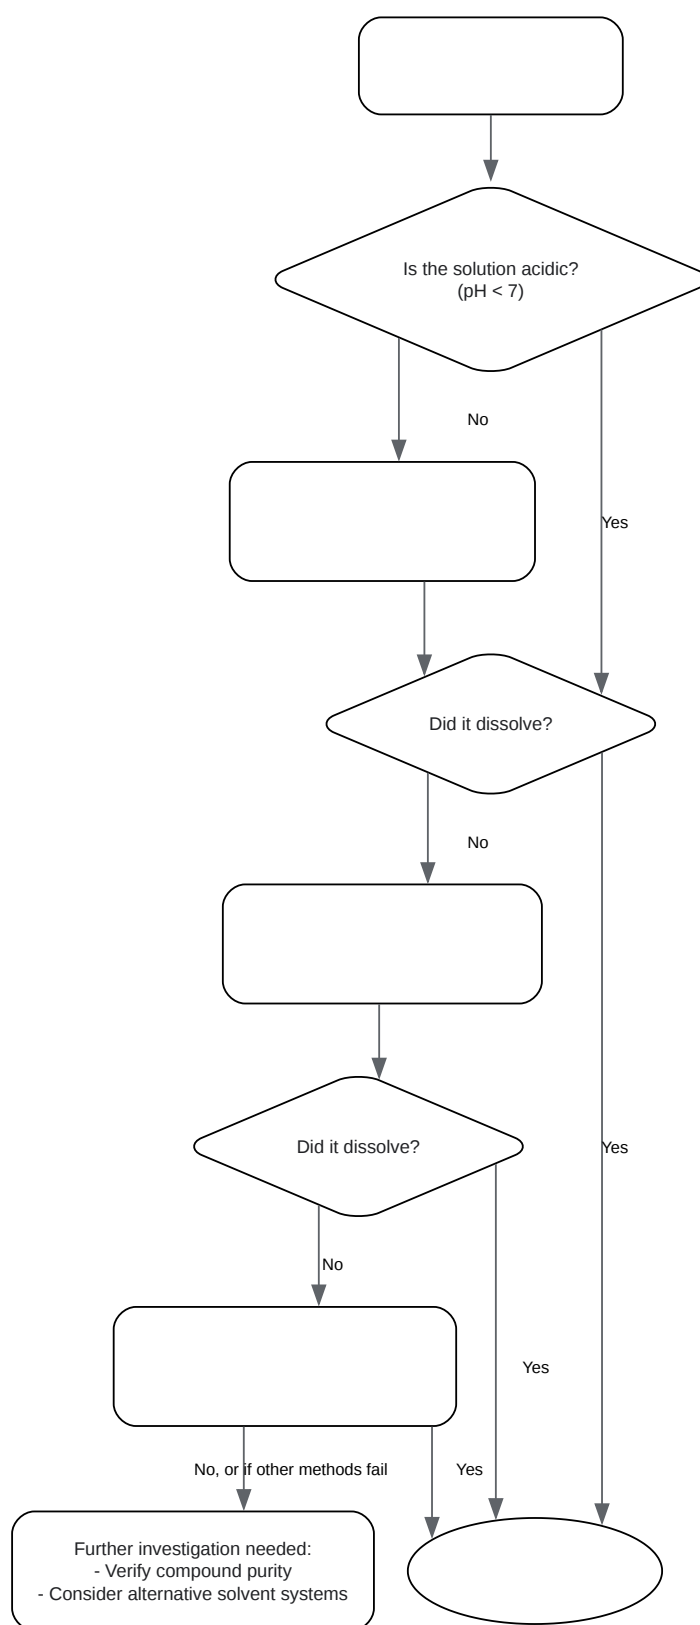 Is the solution acidic?
(pH < 7)
No
Yes
Did it dissolve?
No
Did it dissolve?
Yes
No
Yes
No, or if other methods fail
Yes
Further investigation needed:
- Verify compound purity
- Consider alternative solvent systems